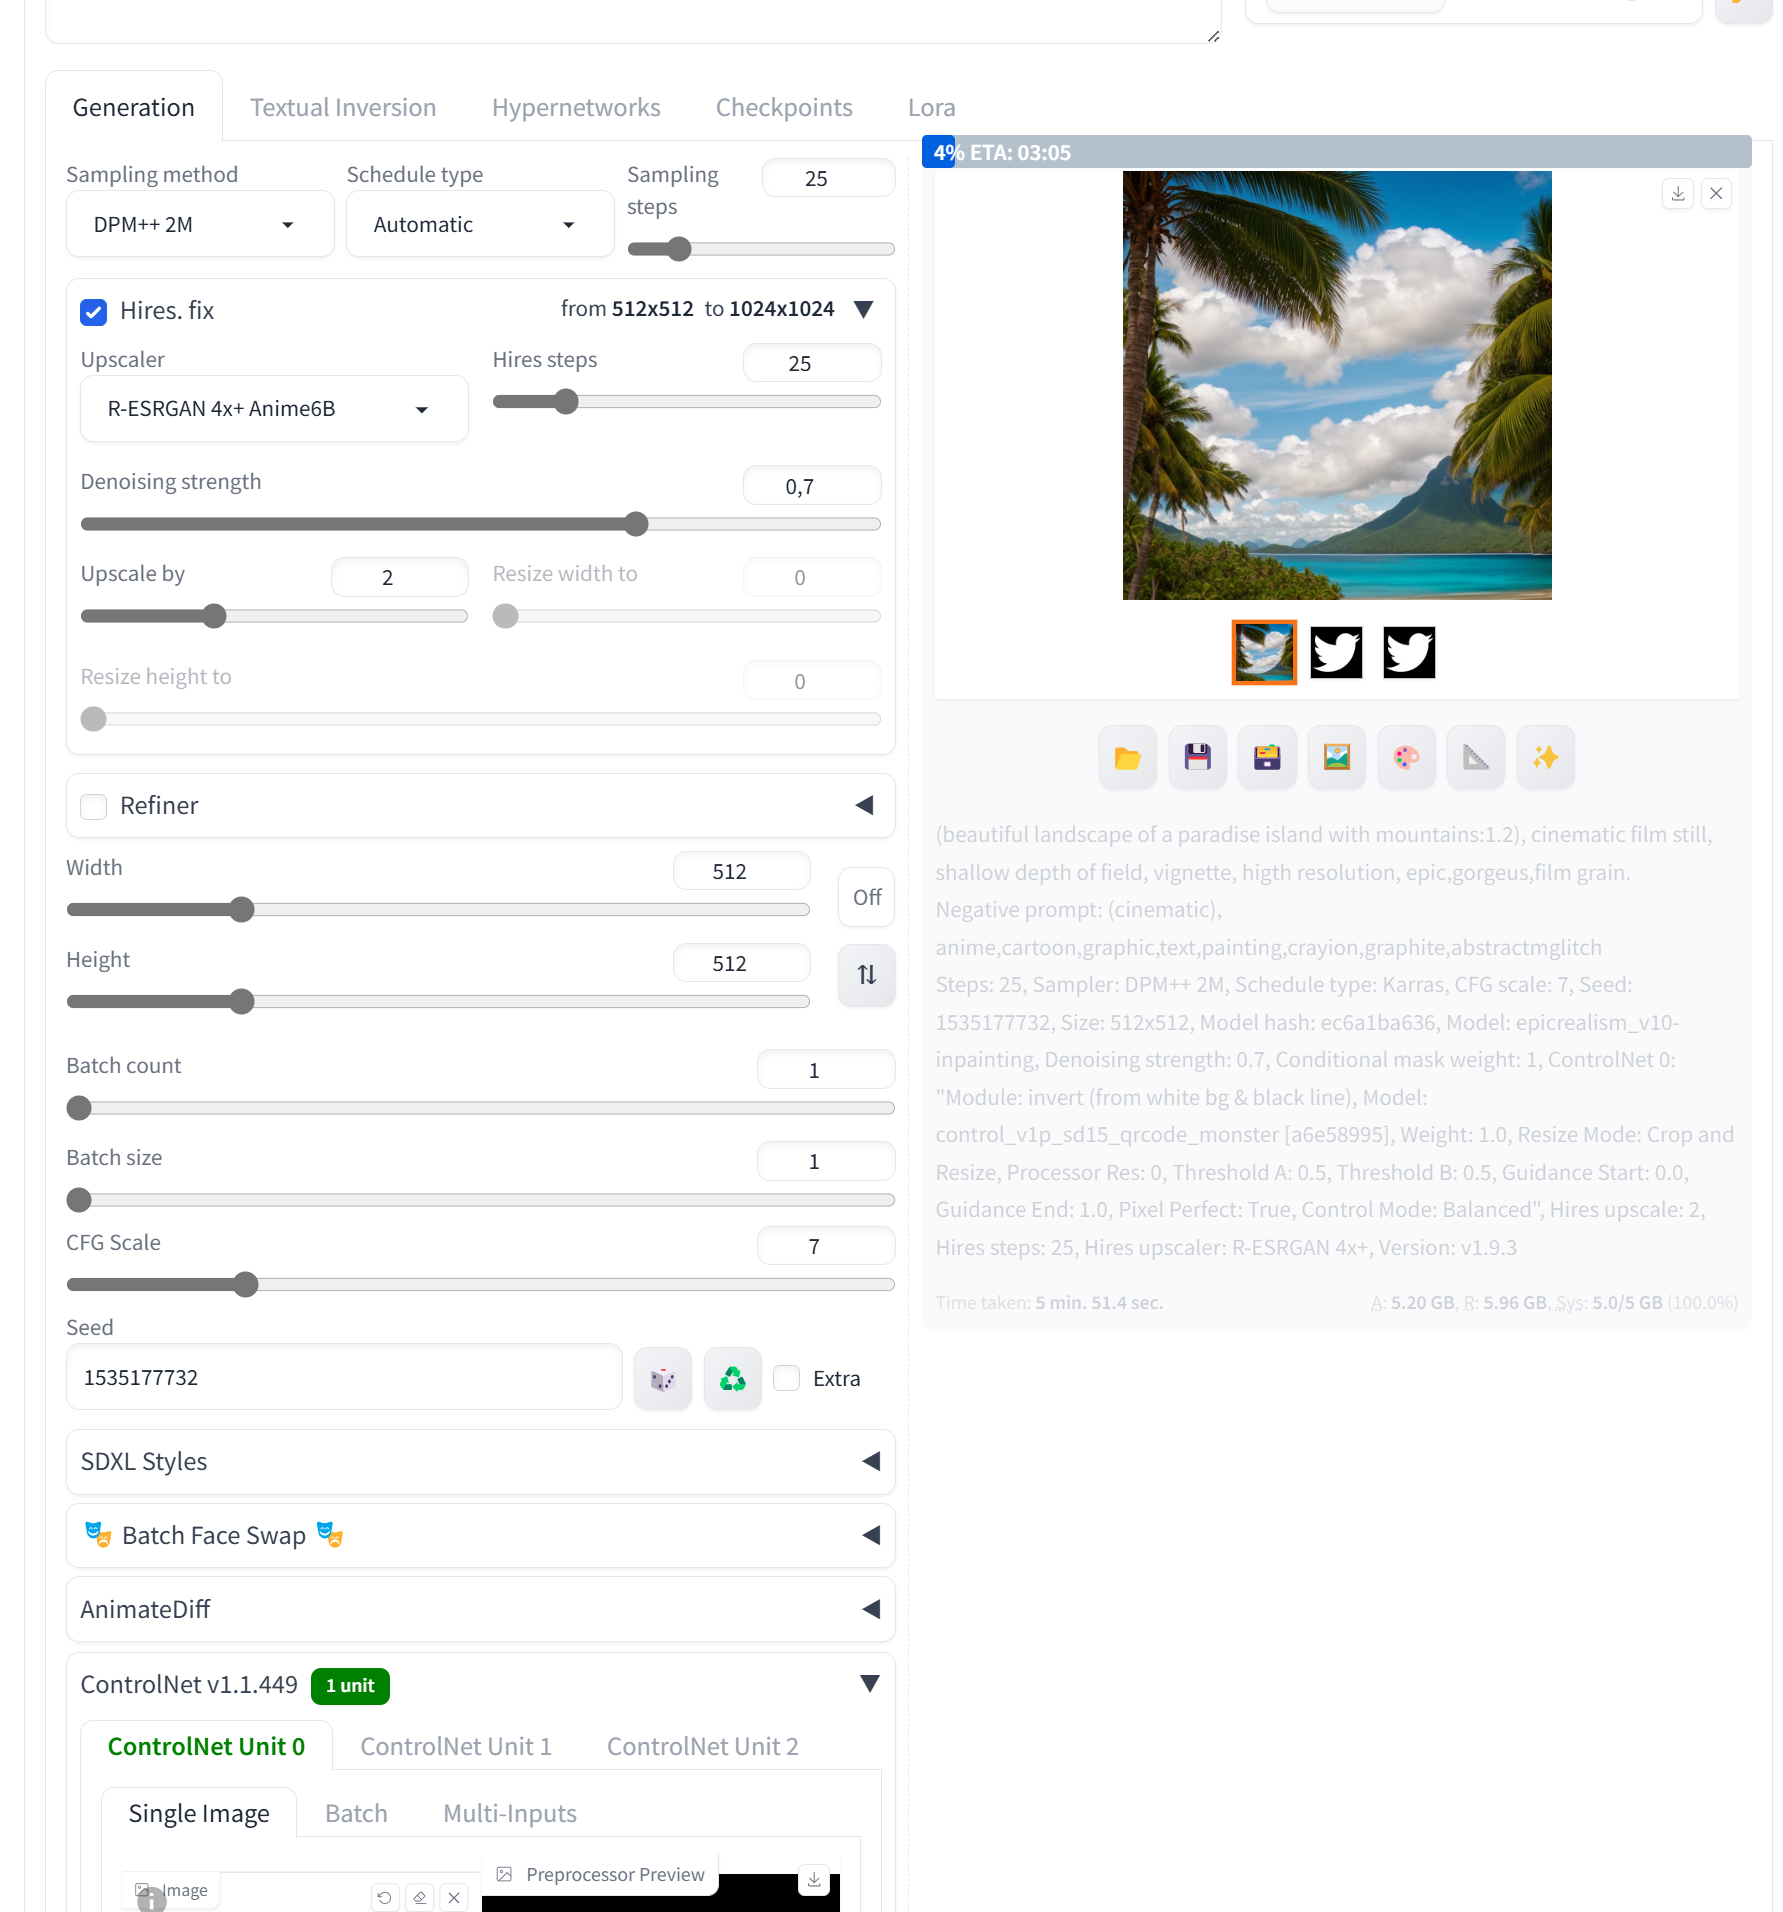 Generation
Textual Inversion
Hypernetworks
Checkpoints
Lora
Sampling method
Schedule type
Sampling steps
25
DPM++ 2M
Automatic
Hires. fix
from 512x512 to 1024x1024
Upscaler
Hires steps
25
R-ESRGAN 4x+ Anime6B
Denoising strength
0,7
Upscale by
2
Resize width to
0
Resize height to
0
Refiner
Width
512
Off
Height
512
Batch count
1
Batch size
1
CFG Scale
7
Seed
1535177732
Extra
SDXL Styles
Batch Face Swap
AnimateDiff
ControlNet v1.1.449
1 unit
ControlNet Unit 0
ControlNet Unit 1
ControlNet Unit 2
Single Image
Batch
Multi-Inputs
Image
Preprocessor Preview
4% ETA: 03:05
(beautiful landscape of a paradise island with mountains:1.2), cinematic film still,
shallow depth of field, vignette, higth resolution, epic,gorgeus,film grain.
Negative prompt: (cinematic),
anime,cartoon,graphic,text,painting,crayion,graphite,abstractmglitch
Steps: 25, Sampler: DPM++ 2M, Schedule type: Karras, CFG scale: 7, Seed:
1535177732, Size: 512x512, Model hash: ec6a1ba636, Model: epicrealism_v10-
inpainting, Denoising strength: 0.7, Conditional mask weight: 1, ControlNet 0:
"Module: invert (from white bg & black line), Model:
control_v1p_sd15_qrcode_monster [a6e58995], Weight: 1.0, Resize Mode: Crop and
Resize, Processor Res: 0, Threshold A: 0.5, Threshold B: 0.5, Guidance Start: 0.0,
Guidance End: 1.0, Pixel Perfect: True, Control Mode: Balanced", Hires upscale: 2,
Hires steps: 25, Hires upscaler: R-ESRGAN 4x+, Version: v1.9.3
Time taken: 5 min. 51.4 sec.
A: 5.20 GB, R: 5.96 GB, Sys: 5.0/5 GB (100.0%)